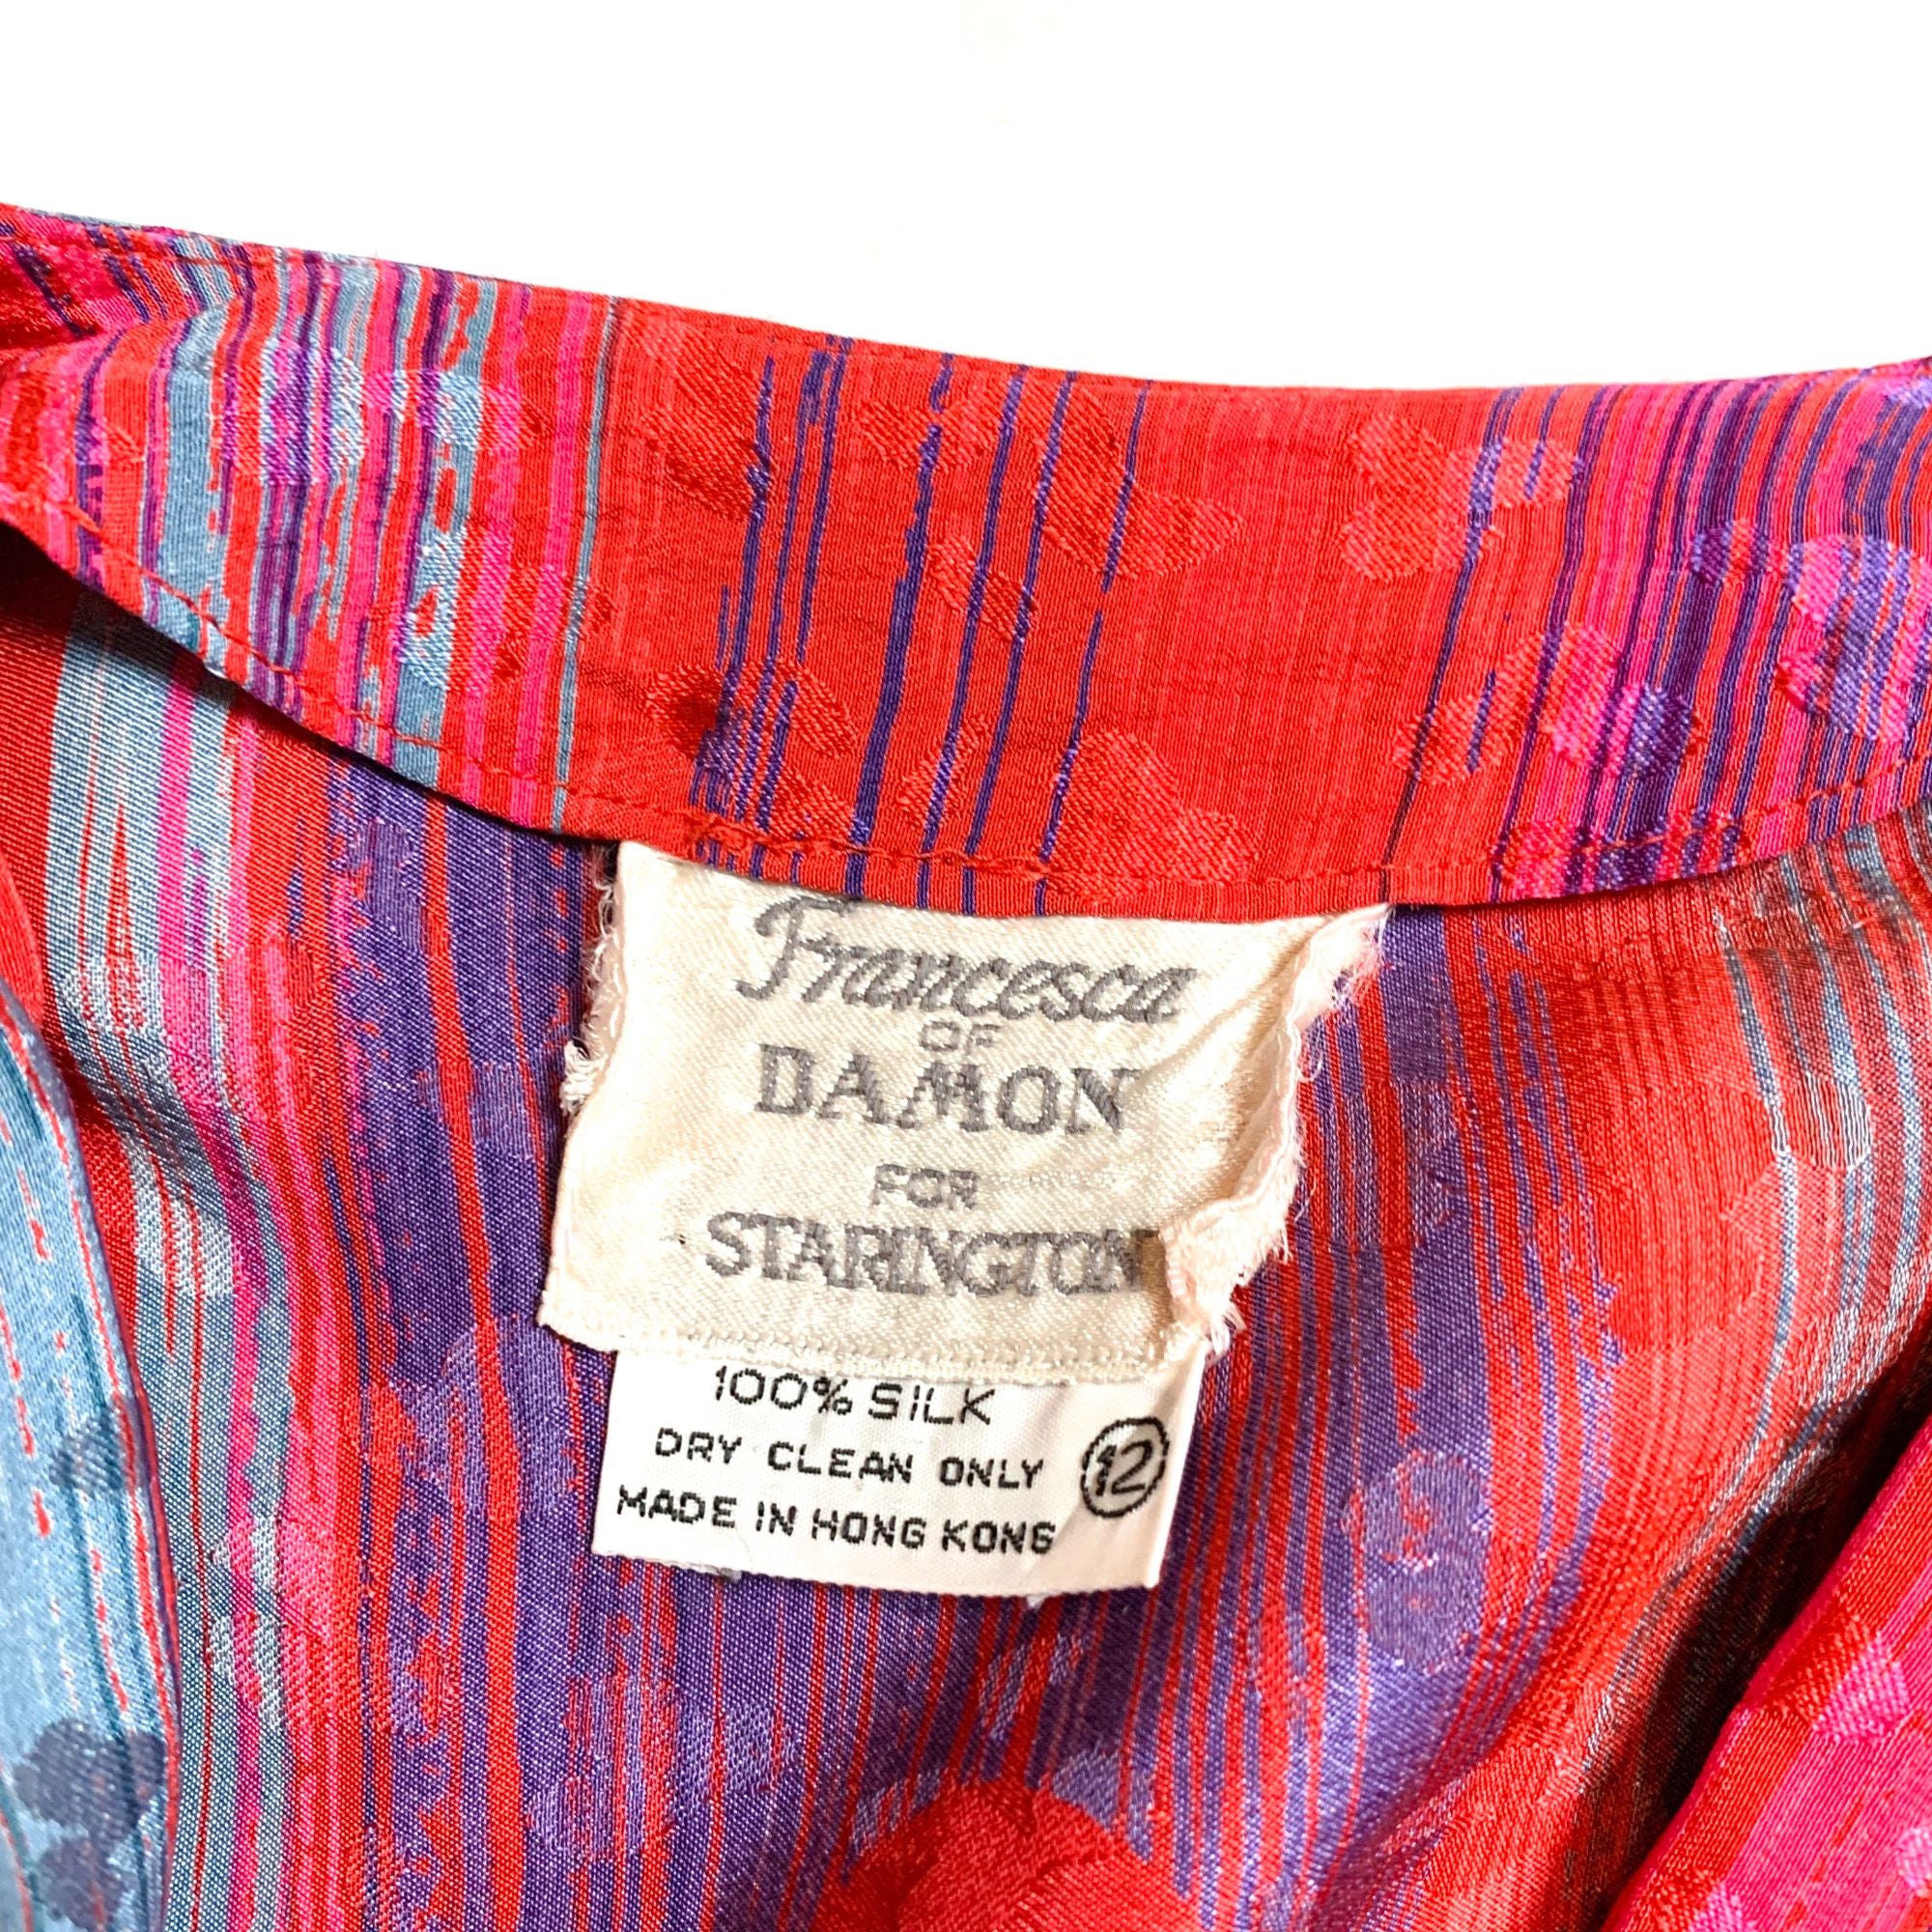 Francesca
OF
DAMON
FOR
STARINGTON
100% SILK
DRY CLEAN ONLY
12
MADE IN HONG KONG